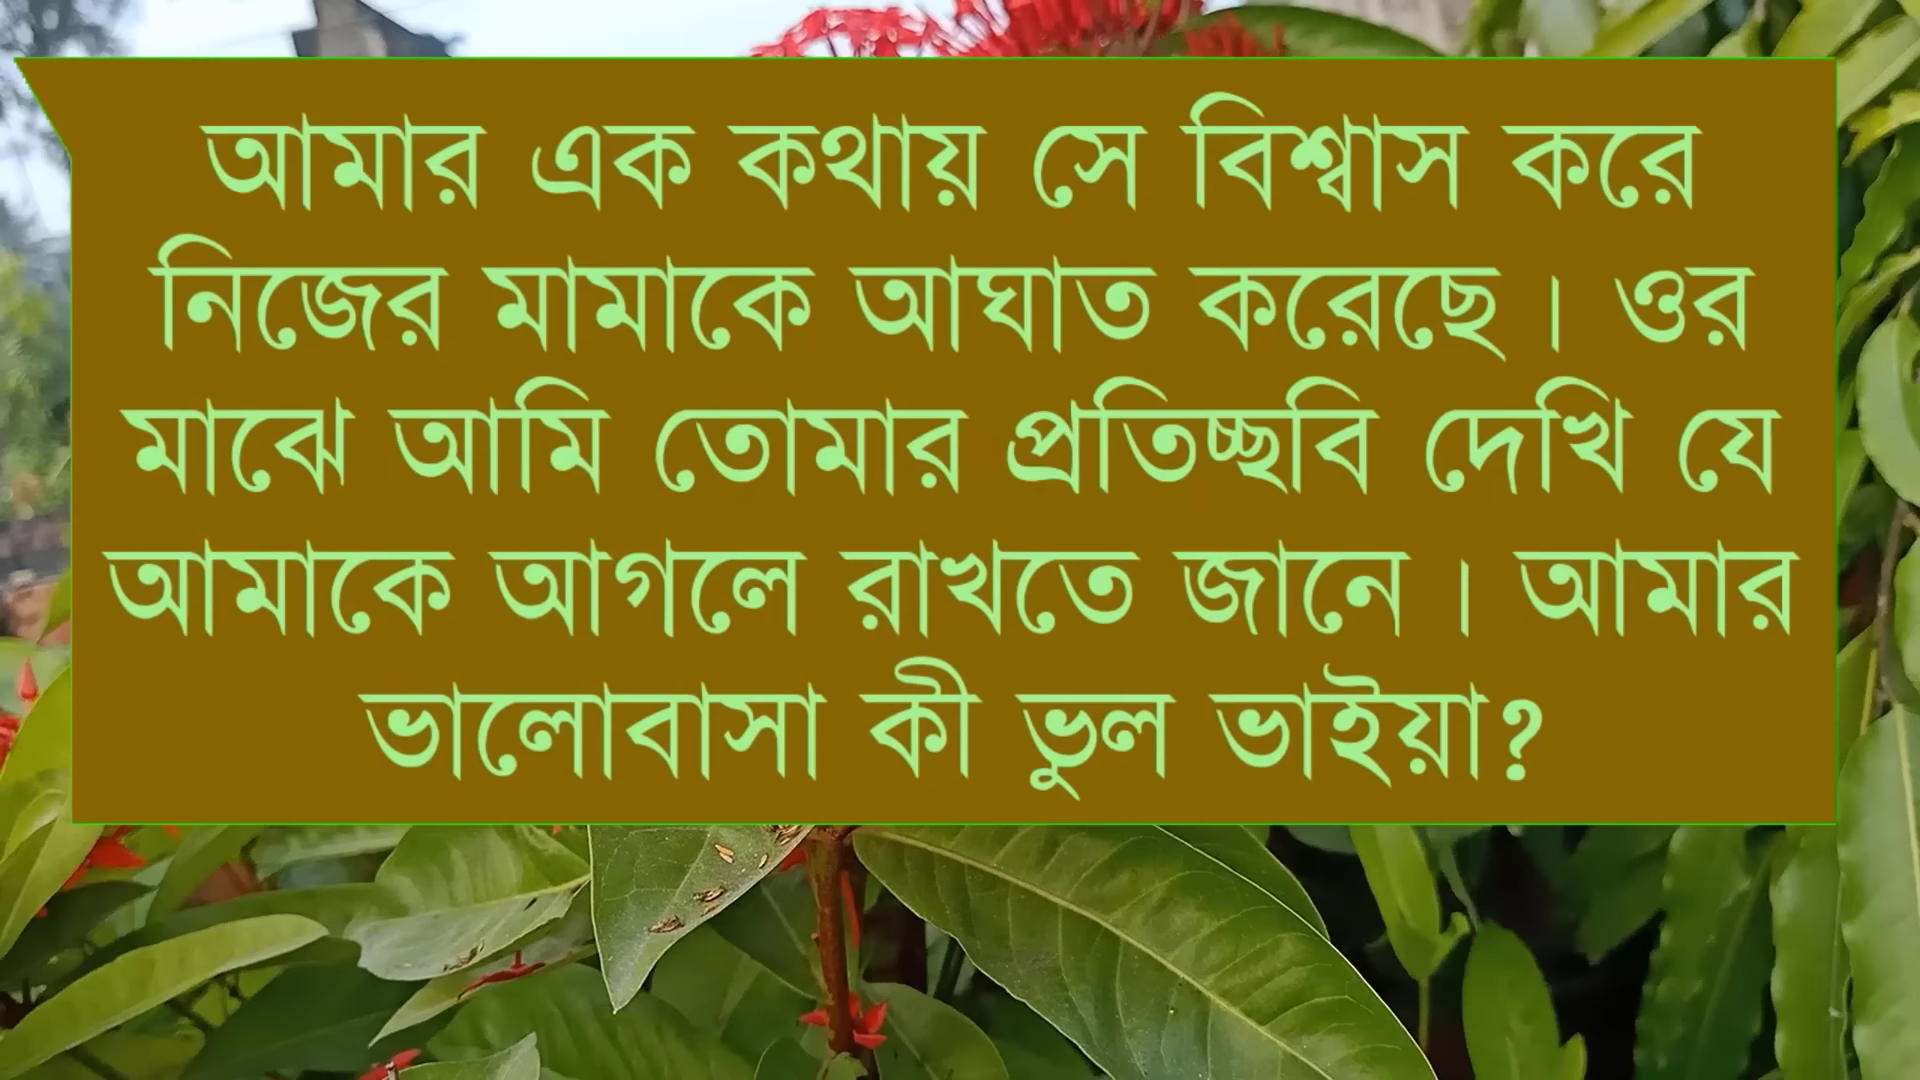 আমার এক কথায় সে বিশ্বাস করে
নিজের মামাকে আঘাত করেছে। ওর
মাঝে আমি তোমার প্রতিচ্ছবি দেখি যে
আমাকে আগলে রাখতে জানে। আমার
ভালোবাসা কী ভুল ভাইয়া?